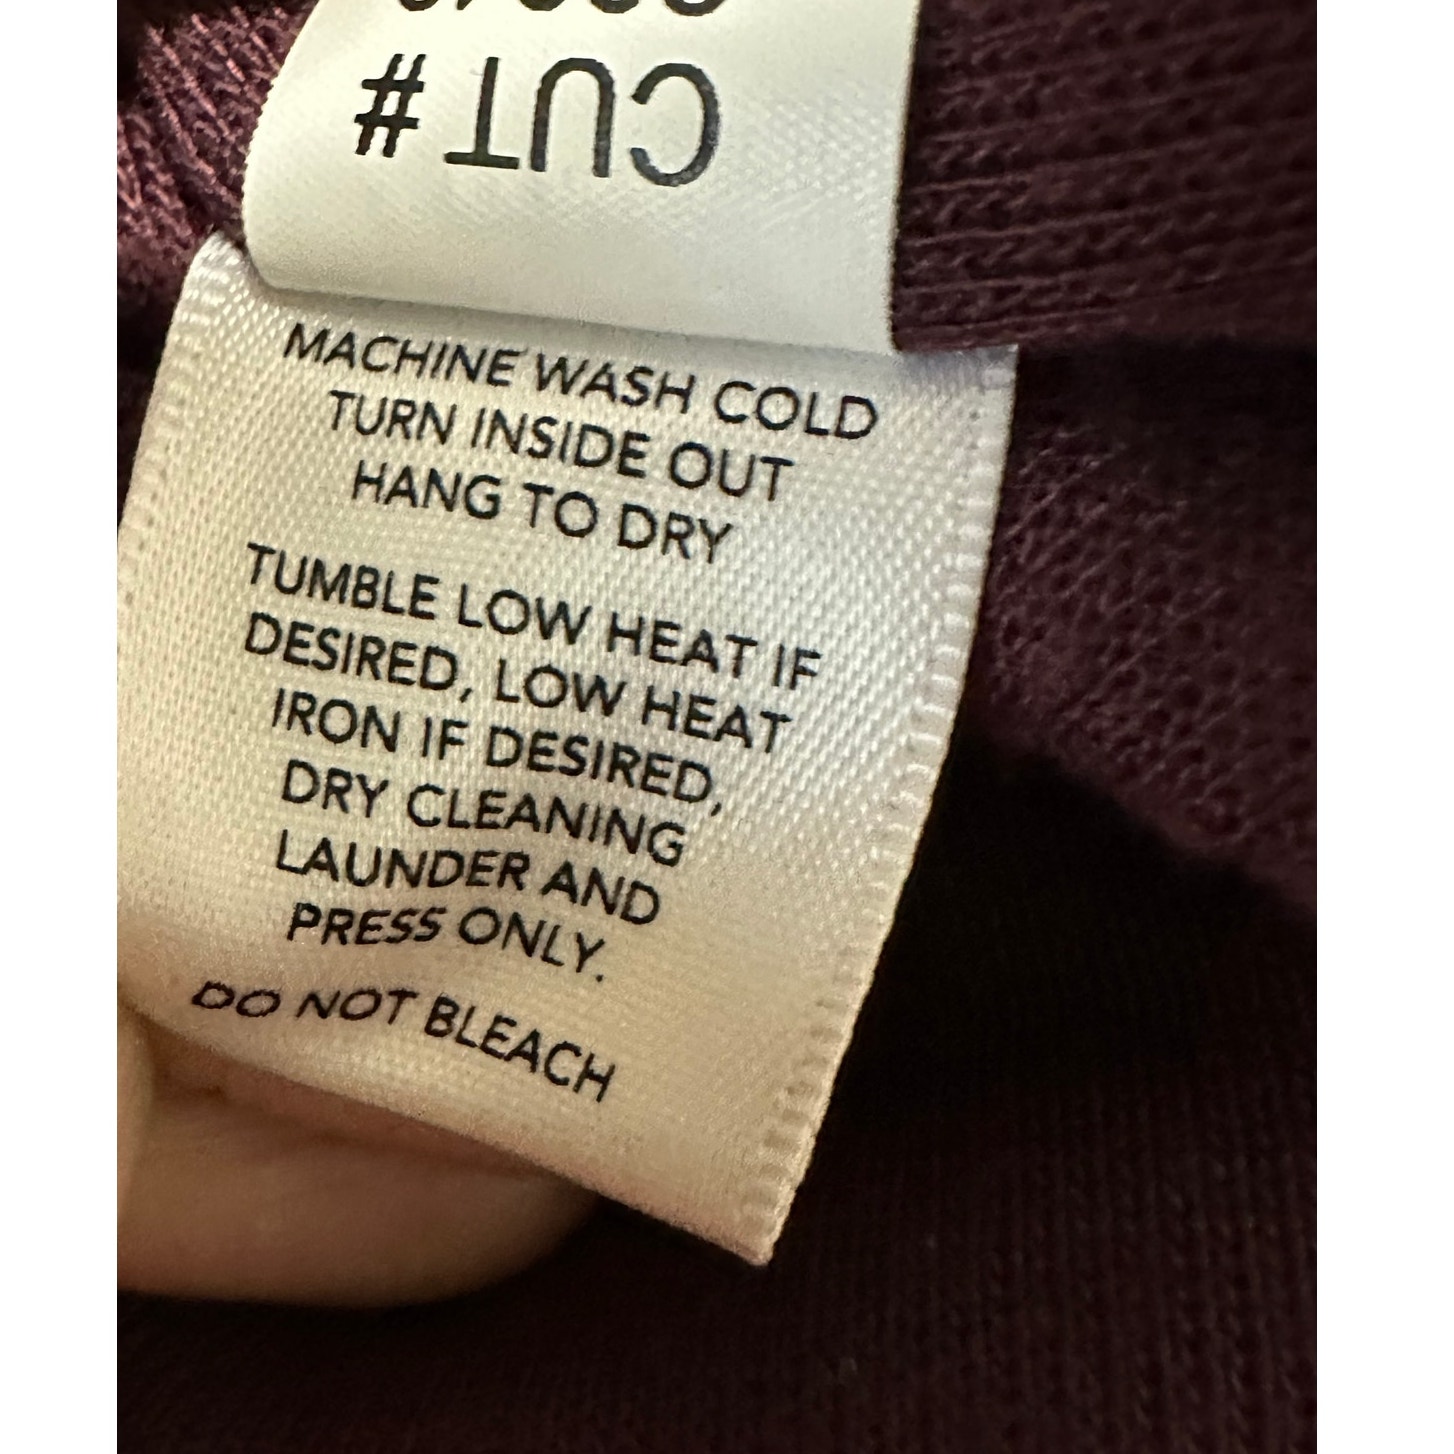 CUT #
MACHINE WASH COLD
TURN INSIDE OUT
HANG TO DRY
TUMBLE LOW HEAT IF
DESIRED, LOW HEAT
IRON IF DESIRED,
DRY CLEANING
LAUNDER AND
PRESS ONLY.
DO NOT BLEACH